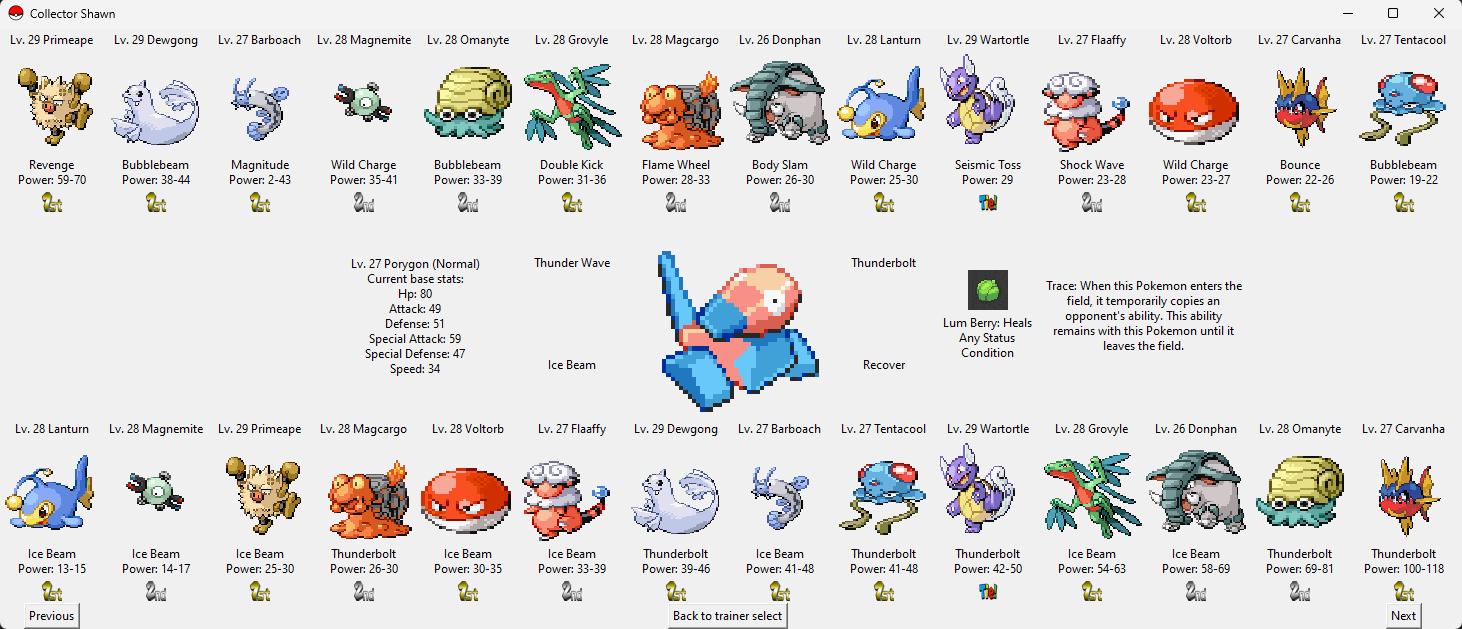 Collector Shawn
Lv. 29 Primeape Lv. 29 Dewgong Lv. 27 Barboach Lv. 28 Magnemite Lv. 28 Omanyte Lv. 28 Grovyle Lv. 28 Magcargo Lv. 26 Donphan Lv. 28 Lanturn Lv. 29 Wartortle Lv. 27 Flaaffy Lv. 28 Voltorb Lv. 27 Carvanha Lv. 27 Tentacool
Revenge Bubblebeam Magnitude Wild Charge Bubblebeam Double Kick Flame Wheel Body Slam Wild Charge Seismic Toss Shock Wave Wild Charge Bounce Bubblebeam
Power: 59-70 Power: 38-44 Power: 2-43 Power: 35-41 Power: 33-39 Power: 31-36 Power: 28-33 Power: 26-30 Power: 25-30 Power: 29 Power: 23-28 Power: 23-27 Power: 22-26 Power: 19-22
1st 1st 1st 2nd 2nd 1st 2nd 2nd 1st Tie! 2nd 1st 1st 1st
Lv. 27 Porygon (Normal)
Current base stats:
Hp: 80
Attack: 49
Defense: 51
Special Attack: 59
Special Defense: 47
Speed: 34
Thunder Wave
Thunderbolt
Ice Beam
Recover
Lum Berry: Heals
Any Status
Condition
Trace: When this Pokemon enters the
field, it temporarily copies an
opponent's ability. This ability
remains with this Pokemon until it
leaves the field.
Lv. 28 Lanturn Lv. 28 Magnemite Lv. 29 Primeape Lv. 28 Magcargo Lv. 28 Voltorb Lv. 27 Flaaffy Lv. 29 Dewgong Lv. 27 Barboach Lv. 27 Tentacool Lv. 29 Wartortle Lv. 28 Grovyle Lv. 26 Donphan Lv. 28 Omanyte Lv. 27 Carvanha
Ice Beam Ice Beam Ice Beam Thunderbolt Ice Beam Ice Beam Thunderbolt Ice Beam Thunderbolt Thunderbolt Ice Beam Ice Beam Thunderbolt Thunderbolt
Power: 13-15 Power: 14-17 Power: 25-30 Power: 26-30 Power: 30-35 Power: 33-39 Power: 39-46 Power: 41-48 Power: 41-48 Power: 42-50 Power: 54-63 Power: 58-69 Power: 69-81 Power: 100-118
1st 2nd 1st 2nd 1st 2nd 1st 1st 1st Tie! 1st 2nd 2nd 1st
Previous Back to trainer select Next